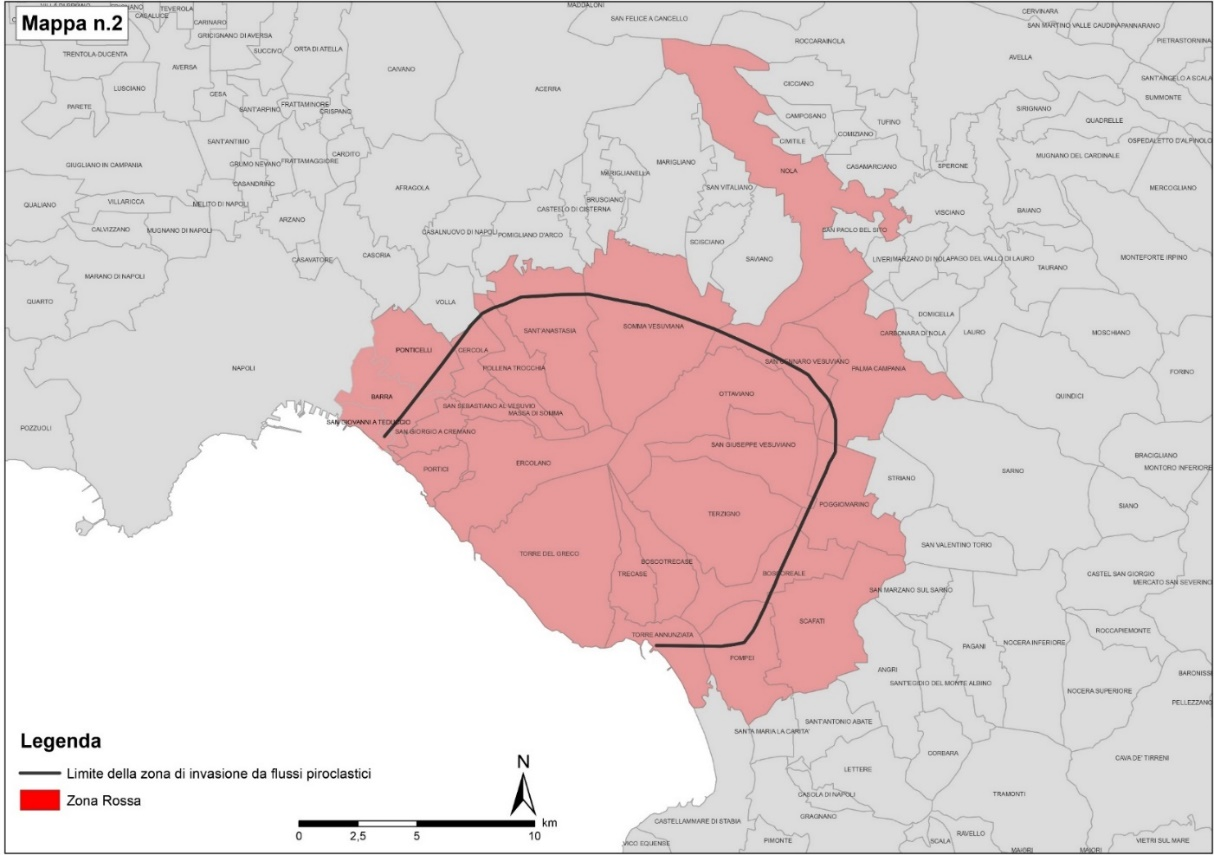 Mappa n.2
TEVEROLA
MADDALONI
CERVINARA
CASALUCE
CARINARO
SAN FELICE A CANCELLO
SAN MARTINO VALLE CAUDINA
PANNARANO
GRICIGNANO DI AVERSA
ROCCARAINOLA
PIETRASTORNINA
TRENTOLA-DUCENTA
SUCCIVO
ORTA DI ATELLA
AVELLA
AVERSA
CAIVANO
SANT'ANGELO A SCALA
LUSCIANO
CESA
ACERRA
CICCIANO
SUMMONTE
PARETE
SANT'ARPINO
FRATTAMINORE
CRISPANO
CAMPOSANO
TUFINO
SIRIGNANO
QUADRELLE
COMIZIANO
SANT'ANTIMO
CIMITILE
OSPEDALETTO D'ALPINOLO
CARDITO
MUGNANO DEL CARDINALE
GIUGLIANO IN CAMPANIA
GRUMO NEVANO
FRATTAMAGGIORE
MARIGLIANO
CASAMARCIANO
SPERONE
MARIGLIANELLA
NOLA
CASANDRINO
AFRAGOLA
SAN VITALIANO
MERCOGLIANO
QUALIANO
VILLARICCA
MELITO DI NAPOLI
BRUSCIANO
CASTELLO DI CISTERNA
VISCIANO
BAIANO
ARZANO
CALVIZZANO
MUGNANO DI NAPOLI
CASALNUOVO DI NAPOLI
POMIGLIANO D'ARCO
SAN PAOLO BEL SITO
SCISCIANO
CASORIA
CASAVATORE
SAVIANO
LIVERI
MARZANO DI NOLA
PAGO DEL VALLO DI LAURO
MONTEFORTE IRPINO
TAURANO
MARANO DI NAPOLI
QUARTO
VOLLA
DOMICELLA
SANT'ANASTASIA
SOMMA VESUVIANA
CARBONARA DI NOLA
LAURO
MOSCHIANO
PONTICELLI
CERCOLA
SAN GENNARO VESUVIANO
NAPOLI
POLLENA TROCCHIA
PALMA CAMPANIA
FORINO
BARRA
OTTAVIANO
QUINDICI
SAN SEBASTIANO AL VESUVIO
MASSA DI SOMMA
POZZUOLI
SAN GIOVANNI A TEDUCCIO
SAN GIORGIO A CREMANO
SAN GIUSEPPE VESUVIANO
BRACIGLIANO
ERCOLANO
PORTICI
SARNO
MONTORO INFERIORE
STRIANO
POGGIOMARINO
SIANO
TERZIGNO
SAN VALENTINO TORIO
TORRE DEL GRECO
BOSCOTRECASE
TRECASE
BOSCOREALE
CASTEL SAN GIORGIO
MERCATO SAN SEVERINO
SAN MARZANO SUL SARNO
SCAFATI
ROCCAPIEMONTE
TORRE ANNUNZIATA
PAGANI
NOCERA INFERIORE
POMPEI
ANGRI
BARONISSI
SANT'EGIDIO DEL MONTE ALBINO
NOCERA SUPERIORE
PELLEZZANO
SANT'ANTONIO ABATE
SANTA MARIA LA CARITA'
Legenda
CORBARA
CAVA DE' TIRRENI
N
LETTERE
Limite della zona di invasione da flussi piroclastici
CASOLA DI NAPOLI
TRAMONTI
Zona Rossa
GRAGNANO
km
CASTELLAMMARE DI STABIA
0 2,5 5 10
RAVELLO
VICO EQUENSE
PIMONTE
SCALA
VIETRI SUL MARE
MAIORI
MAIORI